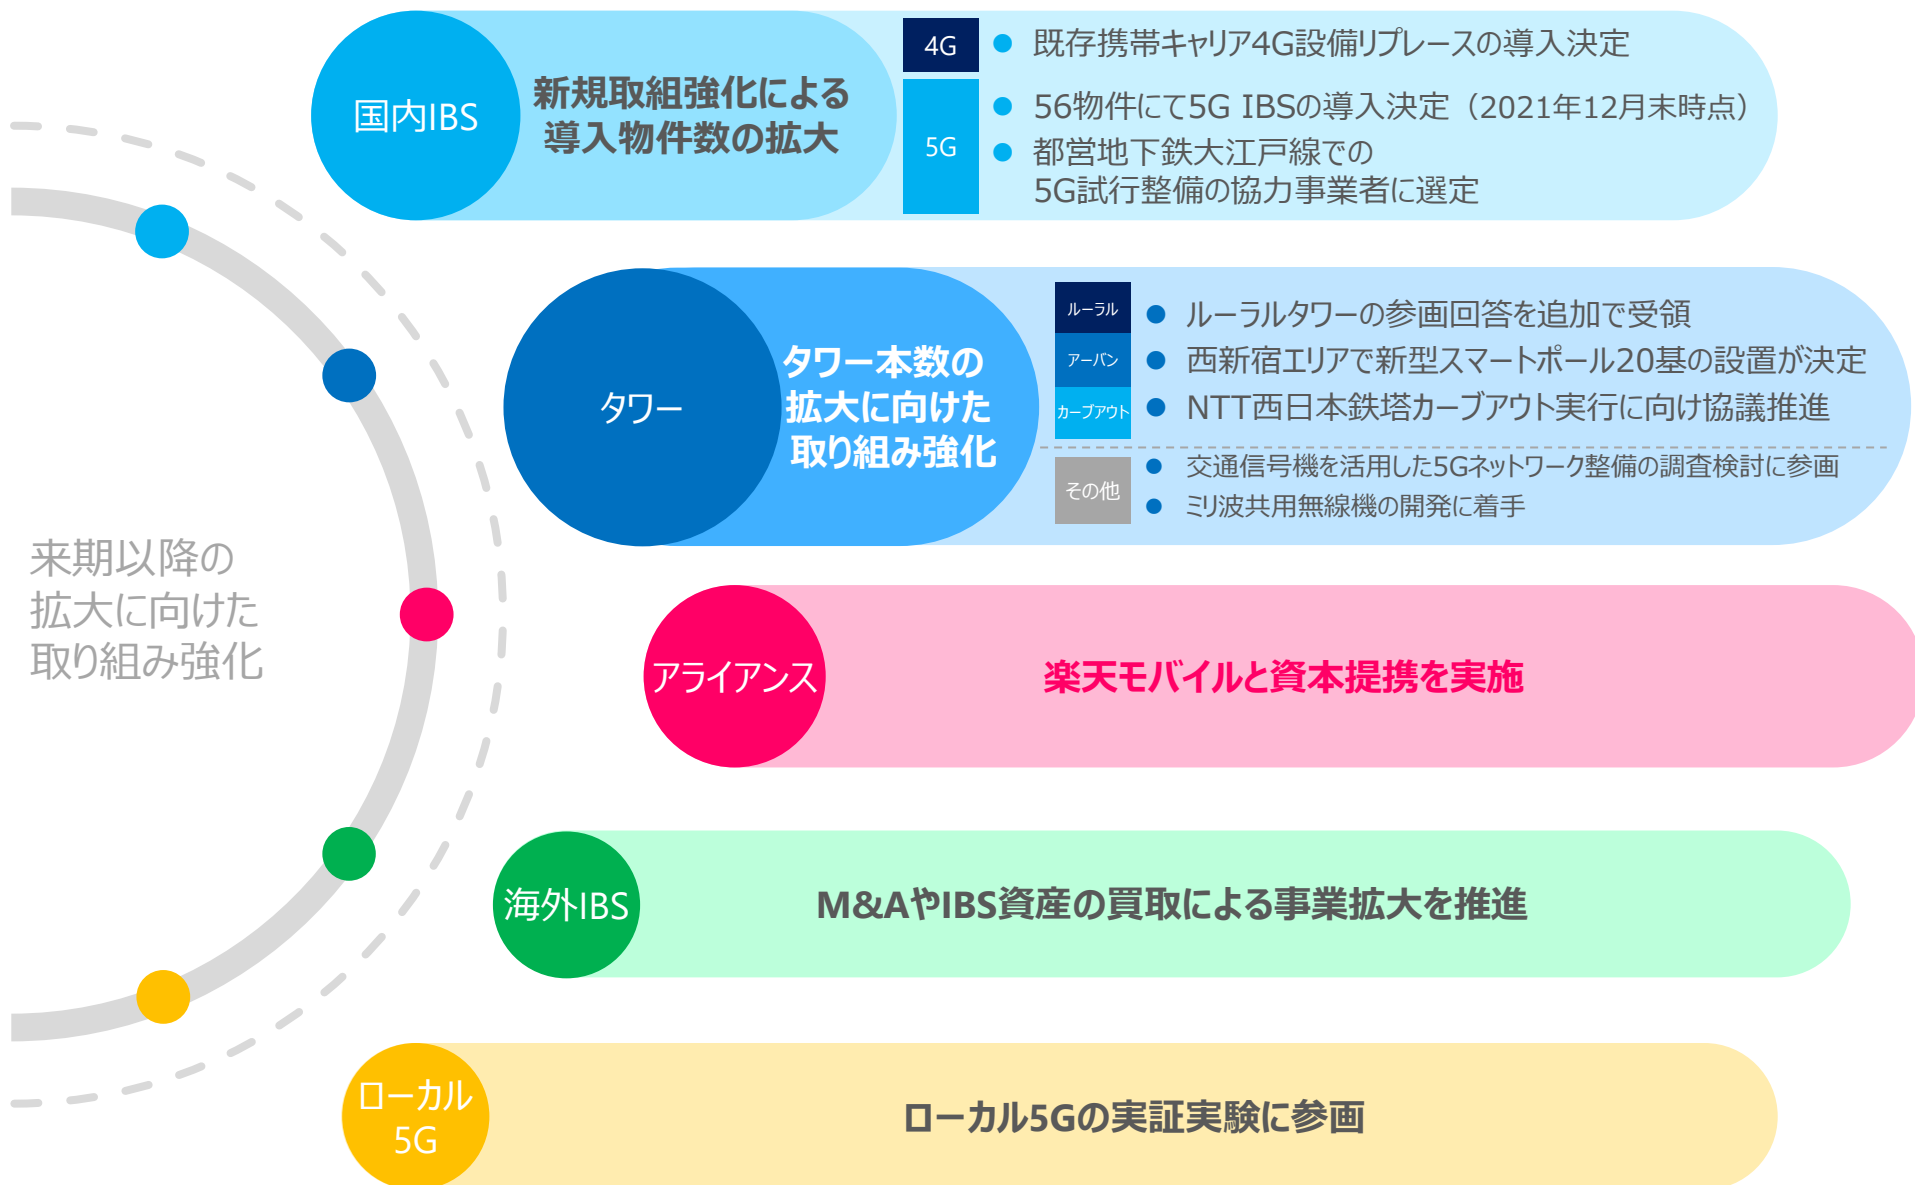 来期以降の
拡大に向けた
取り組み強化
国内IBS
新規取組強化による
導入物件数の拡大
4G
既存携帯キャリア4G設備リプレースの導入決定
5G
56物件にて5G IBSの導入決定（2021年12月末時点）
都営地下鉄大江戸線での
5G試行整備の協力事業者に選定
タワー
タワー本数の
拡大に向けた
取り組み強化
ルーラル
ルーラルタワーの参画回答を追加で受領
アーバン
西新宿エリアで新型スマートポール20基の設置が決定
カーブアウト
NTT西日本鉄塔カーブアウト実行に向け協議推進
その他
交通信号機を活用した5Gネットワーク整備の調査検討に参画
ミリ波共用無線機の開発に着手
アライアンス
楽天モバイルと資本提携を実施
海外IBS
M&AやIBS資産の買取による事業拡大を推進
ローカル
5G
ローカル5Gの実証実験に参画